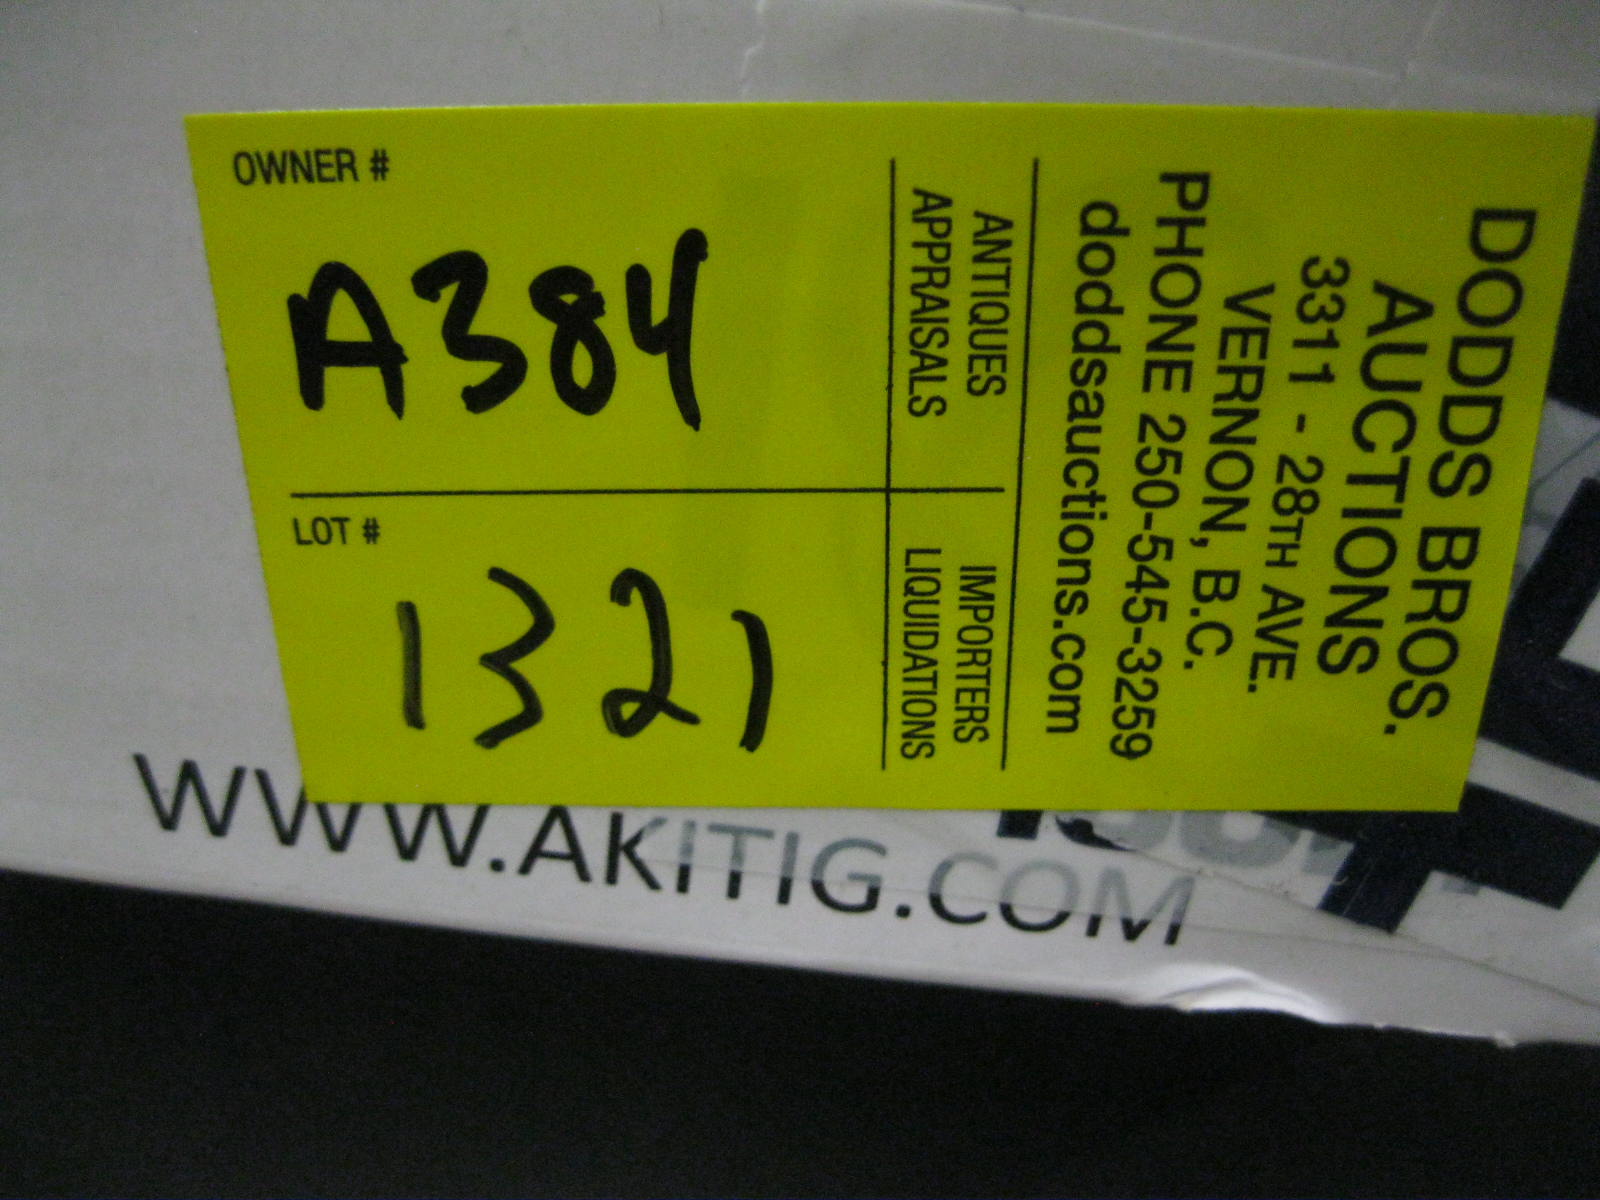 OWNER #
A384
LOT #
1321
ANTIQUES
APPRAISALS
IMPORTERS
LIQUIDATIONS
DODDS BROS.
AUCTIONS
3311 - 28TH AVE.
VERNON, B.C.
PHONE 250-545-3259
doddsauctions.com
WWW.AKITIG.COM